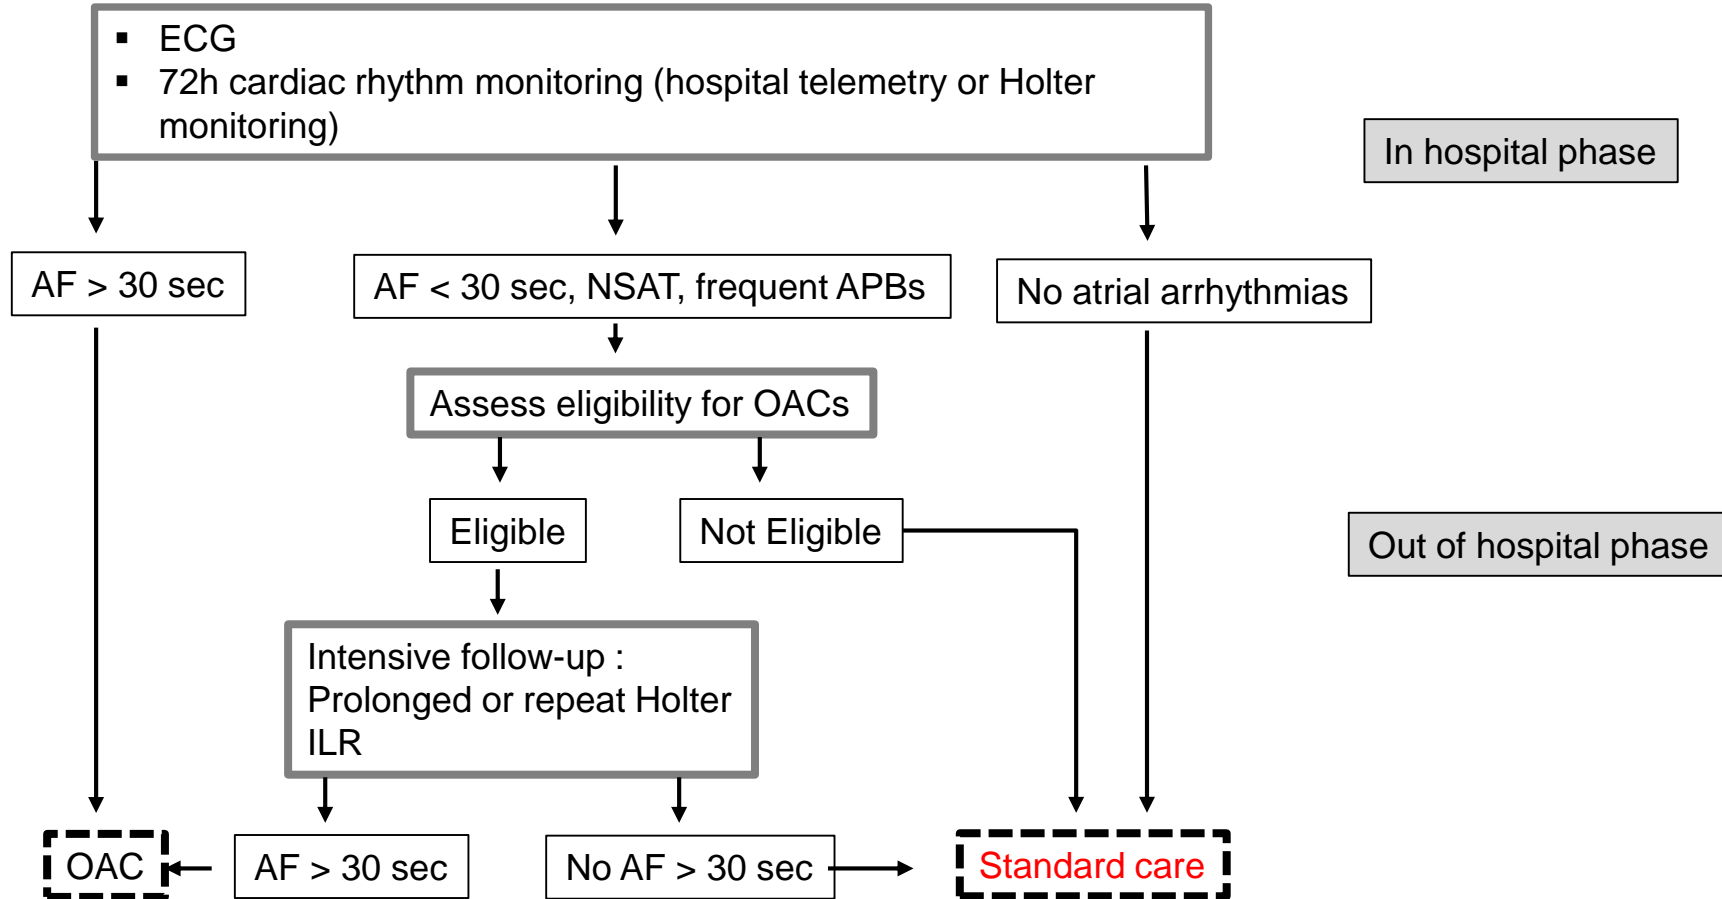 ▪ ECG
▪ 72h cardiac rhythm monitoring (hospital telemetry or Holter
monitoring)
In hospital phase
AF > 30 sec
AF < 30 sec, NSAT, frequent APBs
No atrial arrhythmias
Assess eligibility for OACs
Eligible
Not Eligible
Out of hospital phase
Intensive follow-up :
Prolonged or repeat Holter
ILR
OAC
AF > 30 sec
No AF > 30 sec
Standard care